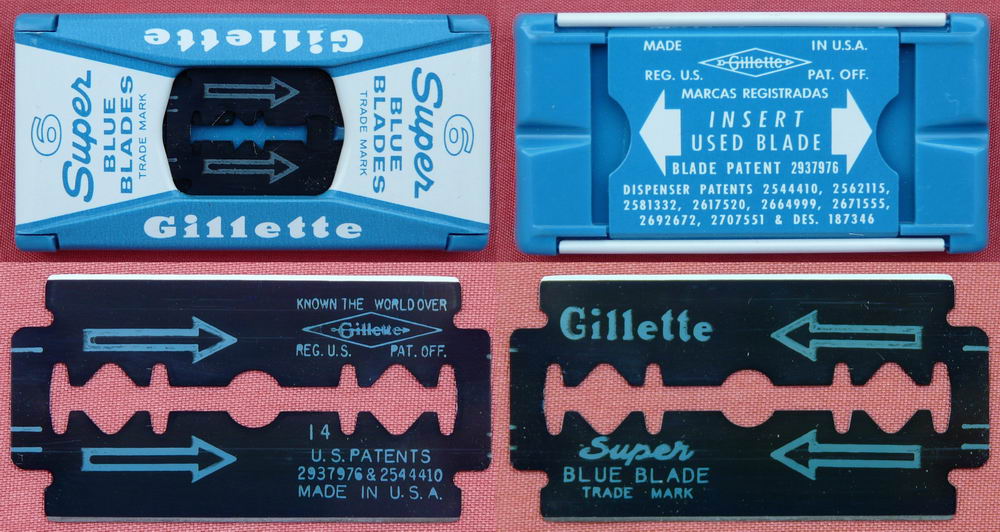 Gillette
6
Super
BLUE
BLADES
TRADE MARK
6
Super
BLUE
BLADES
TRADE MARK
Gillette
MADE IN U.S.A.
Gillette
REG. U.S. PAT. OFF.
MARCAS REGISTRADAS
INSERT
USED BLADE
BLADE PATENT 2937976
DISPENSER PATENTS 2544410, 2562115,
2581332, 2617520, 2664999, 2671555,
2692672, 2707551 & DES. 187346
KNOWN THE WORLD OVER
Gillette
REG. U.S. PAT. OFF.
14
U.S. PATENTS
2937976 & 2544410
MADE IN U.S.A.
Gillette
Super
BLUE BLADE
TRADE MARK